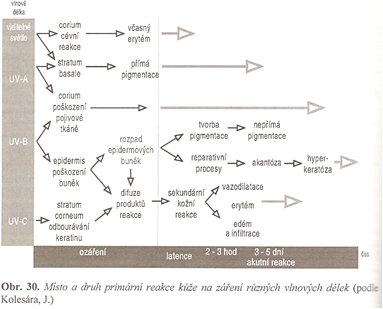 vlnová
délka
viditelné
světlo
UV-A
UV-B
UV-C
corium
cévní
reakce
včasný
erytém
stratum
basale
přímá
pigmentace
corium
poškození
pojivové
tkáně
epidermis
poškození
buněk
rozpad
epidermových
buněk
tvorba
pigmentace
nepřímá
pigmentace
reparativní
procesy
akantóza
hyper-
keratóza
stratum
corneum
odbourávání
keratinu
difuze
produktů
reakce
sekundární
kožní
reakce
vazodilatace
erytém
edém
a infiltrace
ozáření
latence
2 - 3 hod
3 - 5 dní
akutní reakce
čas
Obr. 30. Místo a druh primární reakce kůže na záření různých vlnových délek (podle
Kolesára, J.)